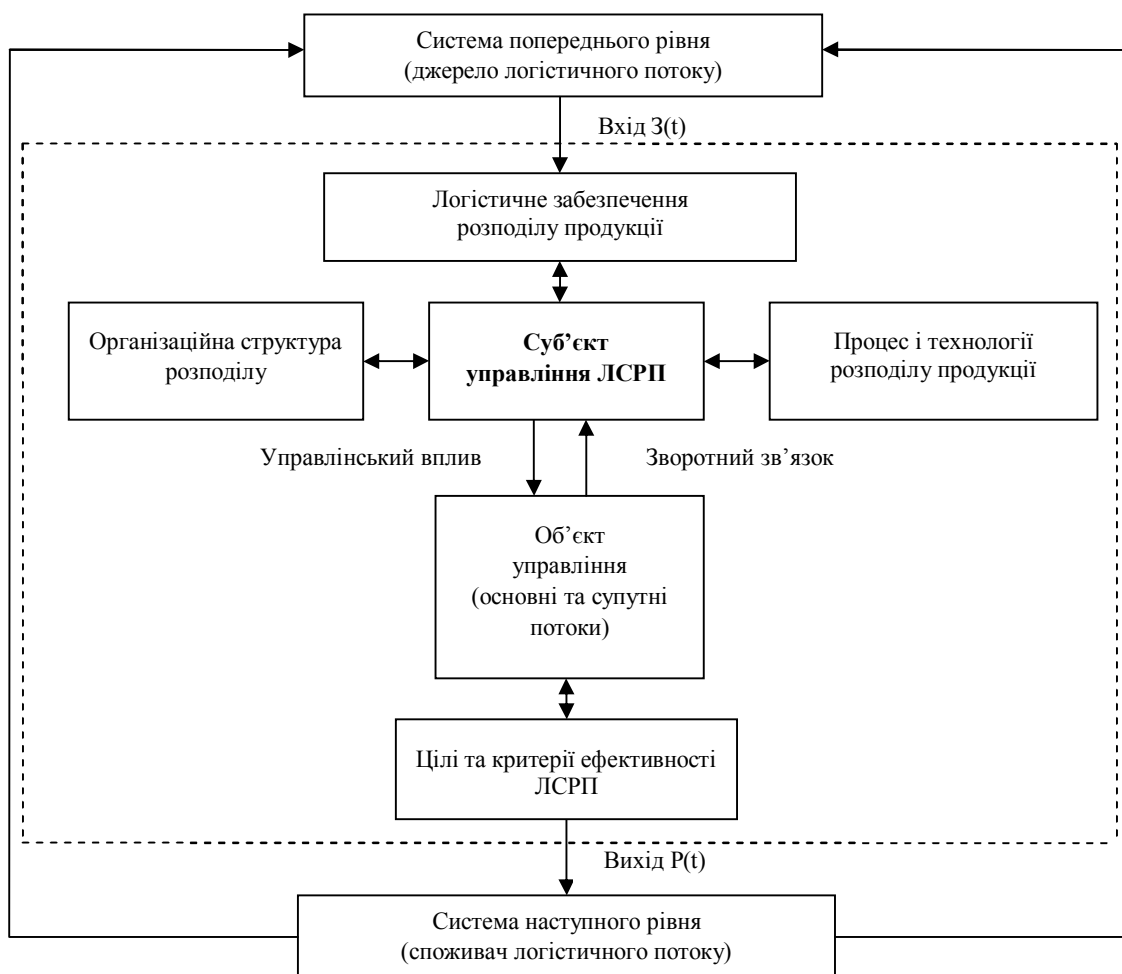 Система попереднього рівня
(джерело логістичного потоку)
Вхід З(t)
Логістичне забезпечення
розподілу продукції
Організаційна структура
розподілу
Суб’єкт
управління ЛСРП
Процес і технології
розподілу продукції
Управлінський вплив
Зворотний зв’язок
Об’єкт
управління
(основні та супутні
потоки)
Цілі та критерії ефективності
ЛСРП
Вихід Р(t)
Система наступного рівня
(споживач логістичного потоку)